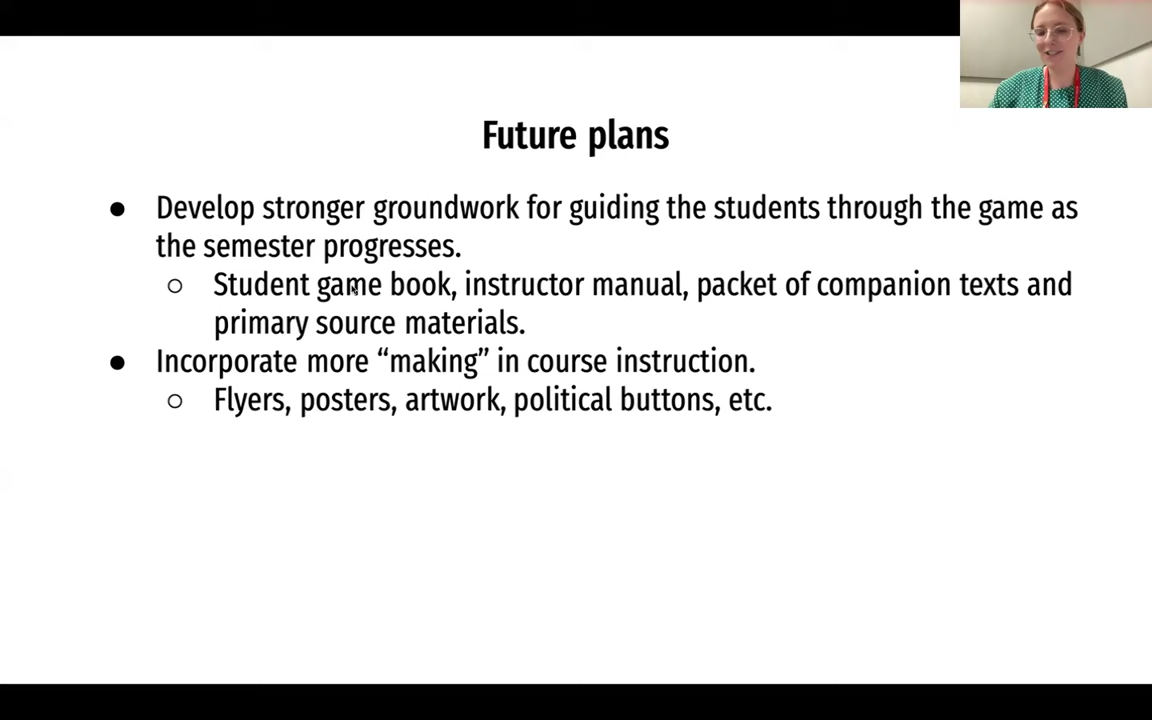 Future plans
● Develop stronger groundwork for guiding the students through the game as
the semester progresses.
○ Student game book, instructor manual, packet of companion texts and
primary source materials.
● Incorporate more “making” in course instruction.
○ Flyers, posters, artwork, political buttons, etc.